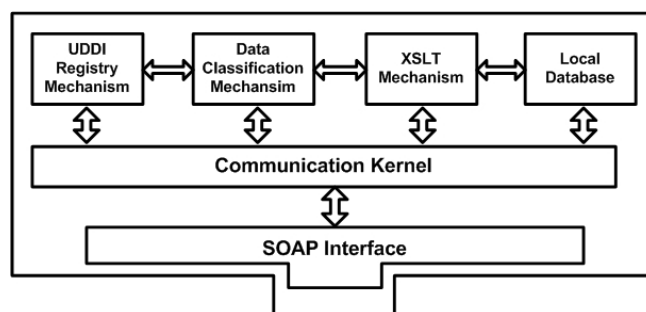 UDDI
Registry
Mechanism
Data
Classification
Mechansim
XSLT
Mechanism
Local
Database
Communication Kernel
SOAP Interface